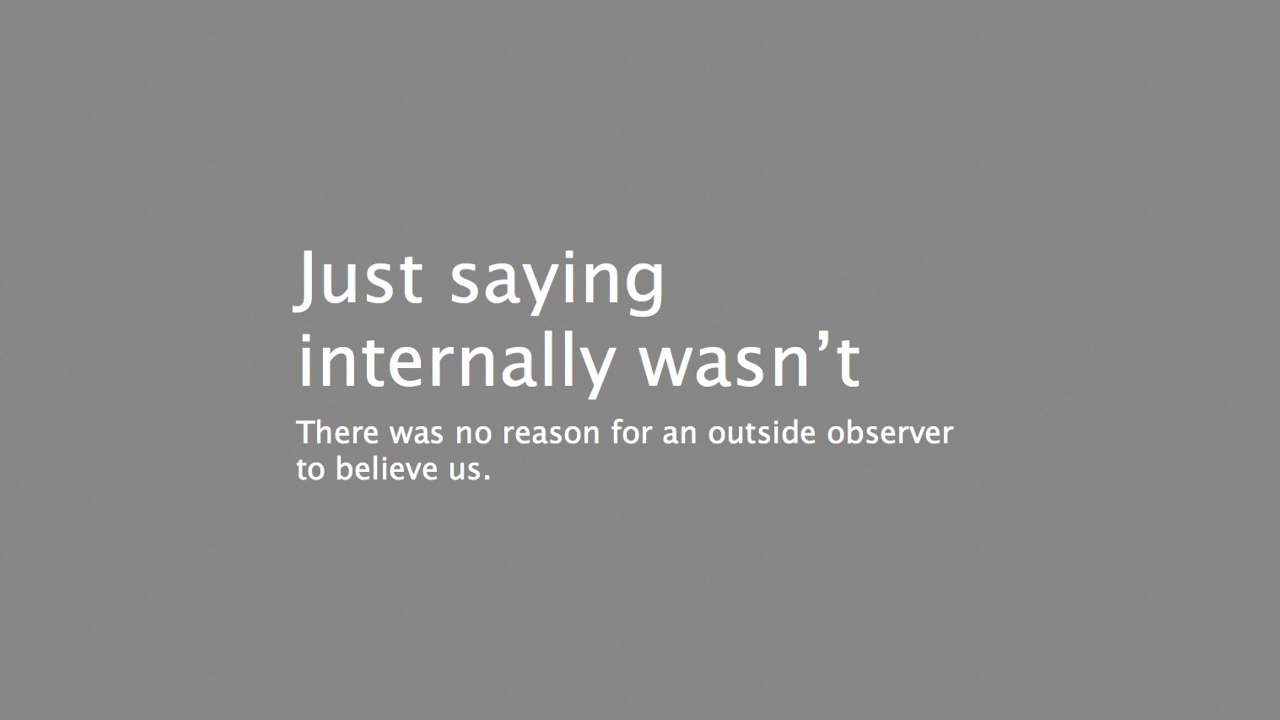 Just saying
internally wasn’t
There was no reason for an outside observer
to believe us.